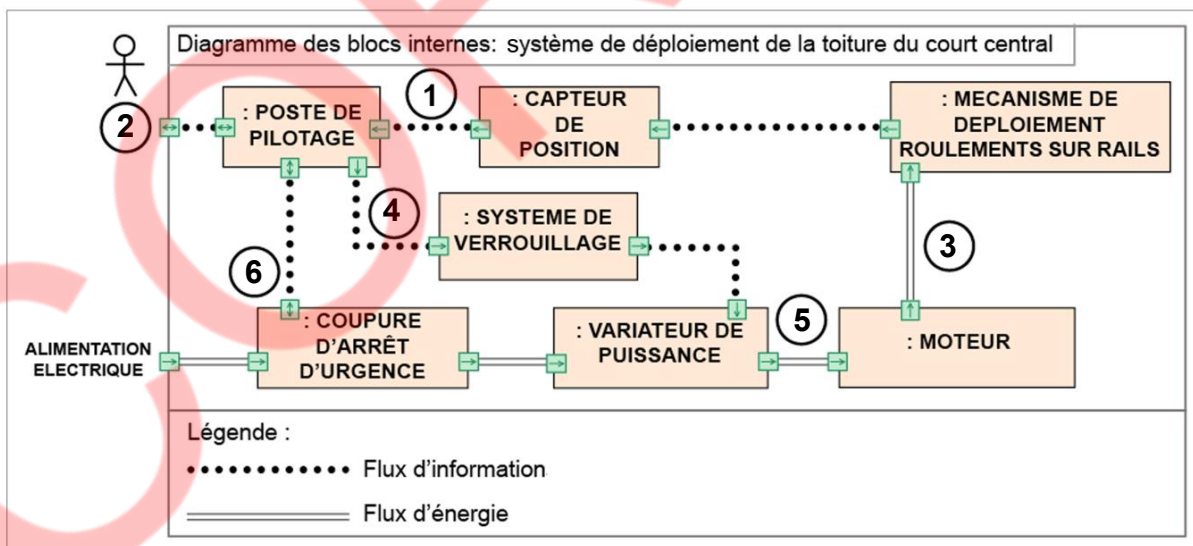 Diagramme des blocs internes: système de déploiement de la toiture du court central
1
2
: POSTE DE
PILOTAGE
: CAPTEUR
DE
POSITION
: MECANISME DE
DEPLOIEMENT
ROULEMENTS SUR RAILS
4
: SYSTEME DE
VERROUILLAGE
3
6
5
ALIMENTATION
ELECTRIQUE
: COUPURE
D'ARRÊT
D'URGENCE
: VARIATEUR DE
PUISSANCE
: MOTEUR
Légende :
Flux d'information
Flux d'énergie